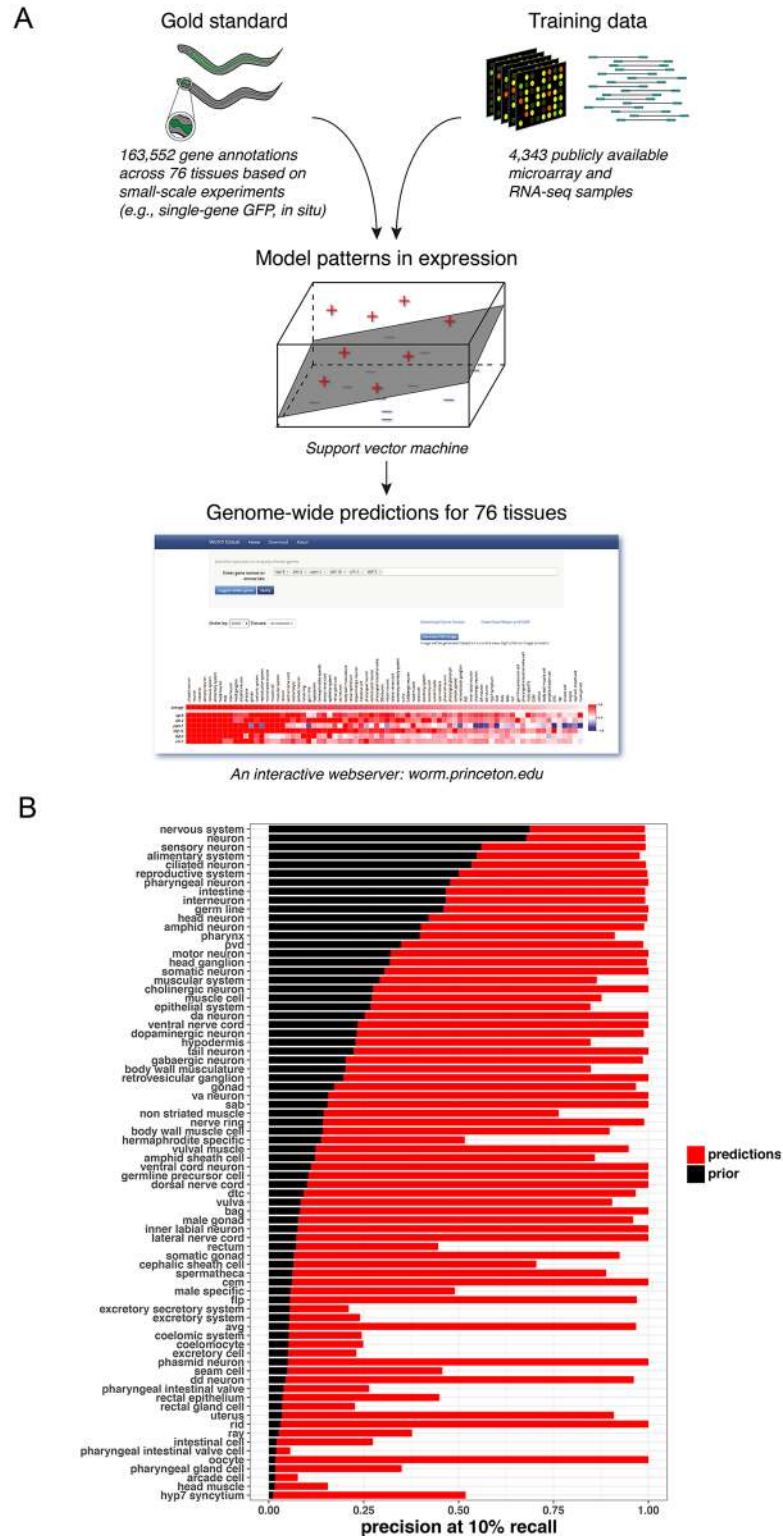 A
Gold standard
Training data
163,552 gene annotations
across 76 tissues based on
small-scale experiments
(e.g., single-gene GFP, in situ)
4,343 publicly available
microarray and
RNA-seq samples
Model patterns in expression
Support vector machine
Genome-wide predictions for 76 tissues
An interactive webserver: worm.princeton.edu
B
nervous system
neuron
sensory neuron
alimentary system
ciliated neuron
reproductive system
pharyngeal neuron
intestine
interneuron
germ line
head neuron
amphid neuron
pharynx
pvd
motor neuron
head ganglion
somatic neuron
muscular system
cholinergic neuron
muscle cell
epithelial system
da neuron
ventral nerve cord
dopaminergic neuron
hypodermis
tail neuron
gabaergic neuron
body wall musculature
retrovesicular ganglion
gonad
va neuron
sab
non striated muscle
nerve ring
body wall muscle cell
hermaphrodite specific
vulval muscle
amphid sheath cell
ventral cord neuron
germline precursor cell
dorsal nerve cord
dtc
vulva
bag
male gonad
inner labial neuron
lateral nerve cord
rectum
somatic gonad
cephalic sheath cell
spermatheca
cem
male specific
flp
excretory secretory system
excretory system
avg
coelomic system
coelomocyte
excretory cell
phasmid neuron
seam cell
dd neuron
pharyngeal intestinal valve
rectal epithelium
rectal gland cell
uterus
rid
ray
intestinal cell
pharyngeal intestinal valve cell
oocyte
pharyngeal gland cell
arcade cell
head muscle
hyp7 syncytium
predictions
prior
0.00 0.25 0.50 0.75 1.00
precision at 10% recall